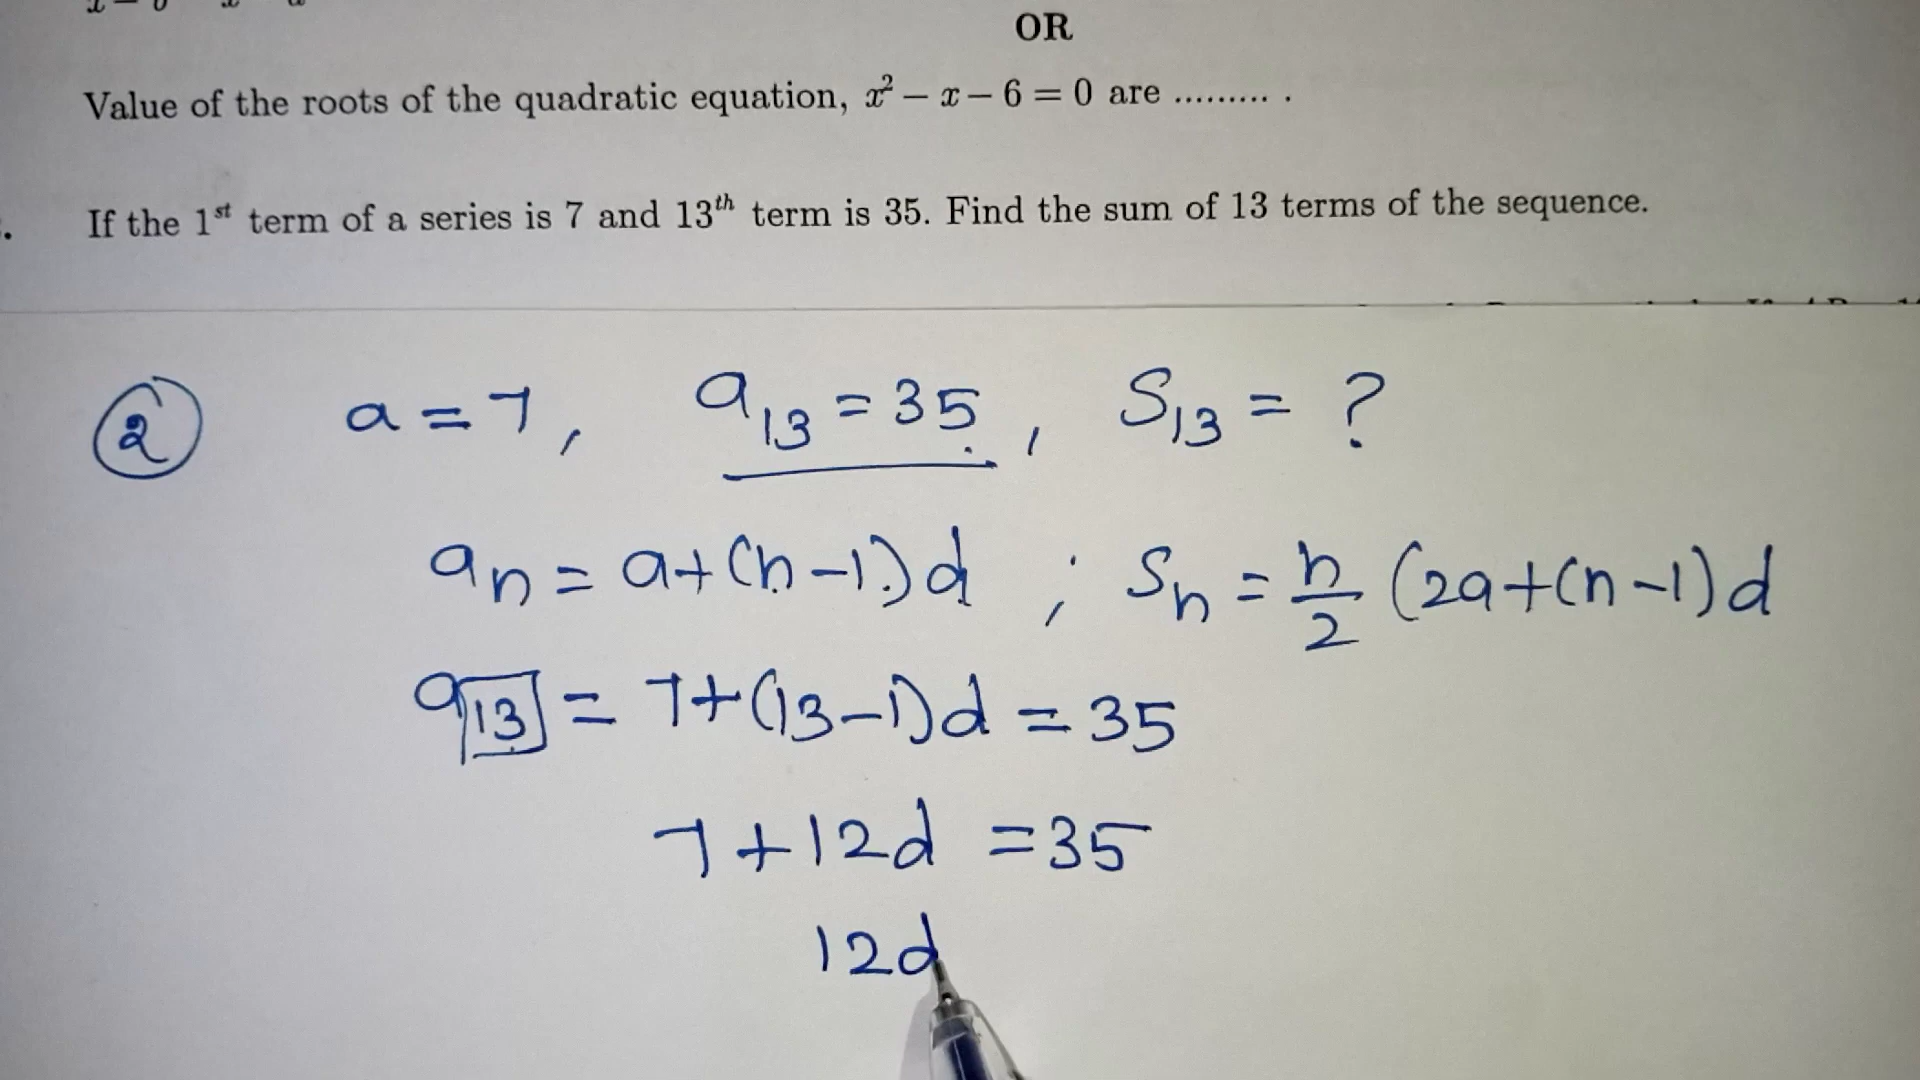 OR
Value of the roots of the quadratic equation, x² − x − 6 = 0 are ......... .
If the 1ˢᵗ term of a series is 7 and 13ᵗʰ term is 35. Find the sum of 13 terms of the sequence.
② a = 7, a₁₃ = 35, S₁₃ = ?
aₙ = a+(n−1)d ; Sₙ = n/2 (2a+(n−1)d
a₁₃ = 7+(13−1)d = 35
7+12d = 35
12d